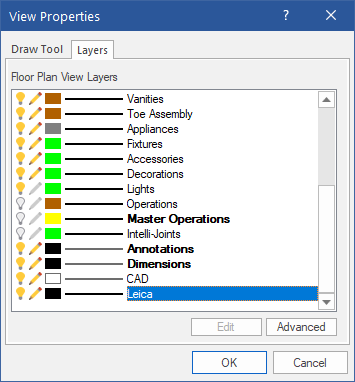 View Properties
?
Draw Tool
Layers
Floor Plan View Layers
Vanities
Toe Assembly
Appliances
Fixtures
Accessories
Decorations
Lights
Operations
Master Operations
Intelli-Joints
Annotations
Dimensions
CAD
Leica
Edit
Advanced
OK
Cancel